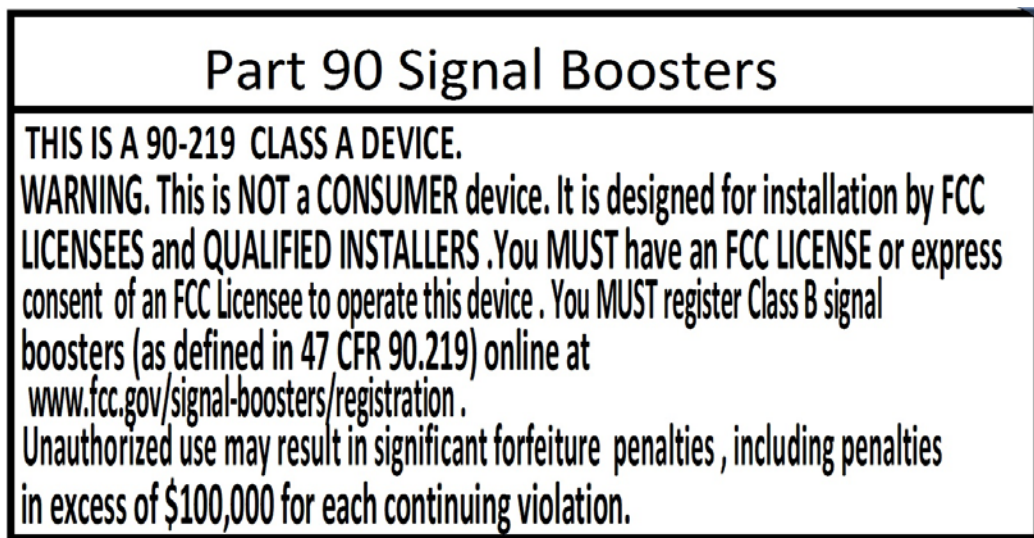 Part 90 Signal Boosters
THIS IS A 90-219 CLASS A DEVICE.
WARNING. This is NOT a CONSUMER device. It is designed for installation by FCC
LICENSEES and QUALIFIED INSTALLERS .You MUST have an FCC LICENSE or express
consent of an FCC Licensee to operate this device . You MUST register Class B signal
boosters (as defined in 47 CFR 90.219) online at
www.fcc.gov/signal-boosters/registration .
Unauthorized use may result in significant forfeiture penalties , including penalties
in excess of $100,000 for each continuing violation.